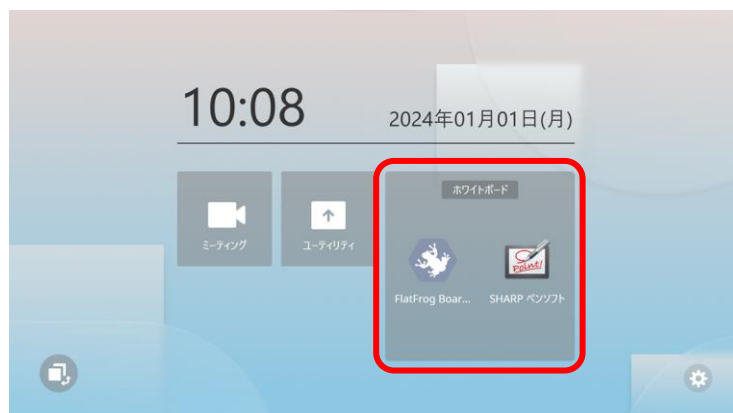 10:08
2024年01月01日(月)
ホワイトボード
ミーティング
ユーティリティ
Point!
FlatFrog Boar...
SHARP ペンソフト